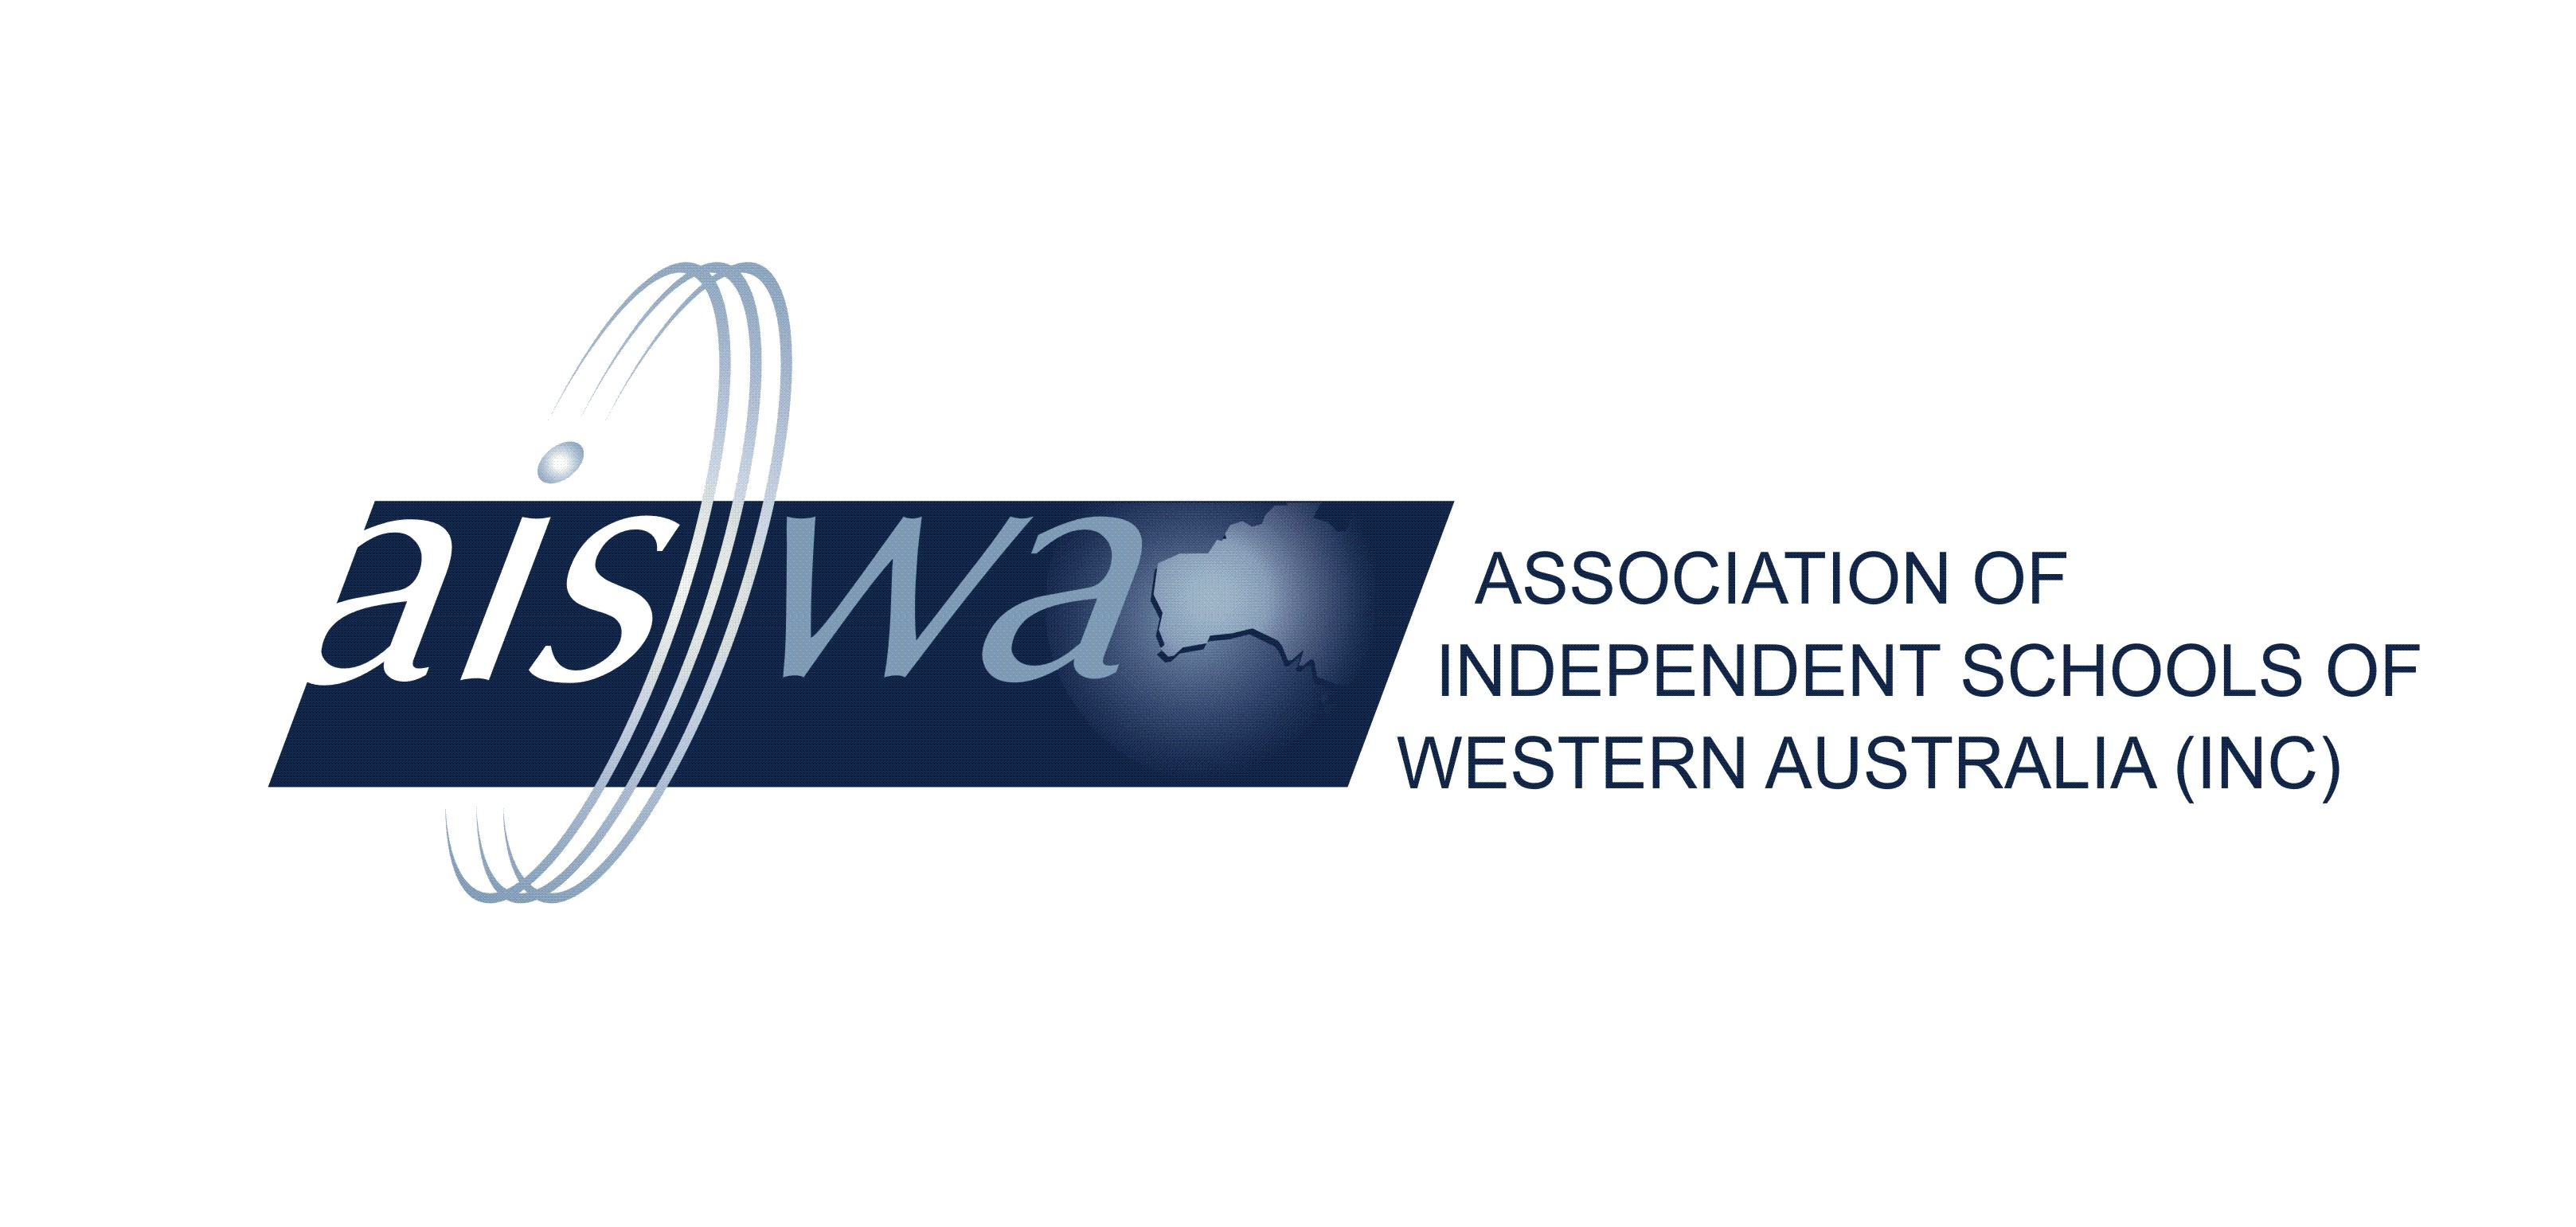 aiswa
ASSOCIATION OF
INDEPENDENT SCHOOLS OF
WESTERN AUSTRALIA (INC)